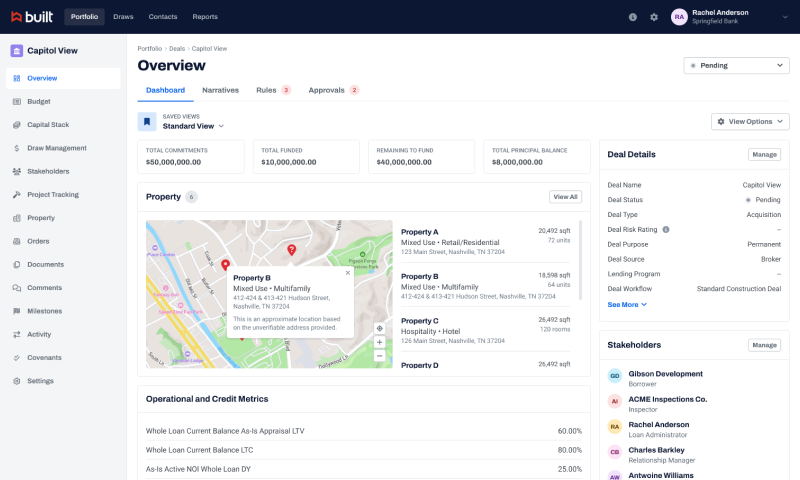 built
Portfolio
Draws
Contacts
Reports
RA
Rachel Anderson
Springfield Bank
Capitol View
Overview
Budget
Capital Stack
Draw Management
Stakeholders
Project Tracking
Property
Orders
Documents
Comments
Milestones
Activity
Covenants
Settings
Portfolio > Deals > Capitol View
Overview
Pending
Dashboard
Narratives
Rules 3
Approvals 2
SAVED VIEWS
Standard View
View Options
TOTAL COMMITMENTS
$50,000,000.00
TOTAL FUNDED
$10,000,000.00
REMAINING TO FUND
$40,000,000.00
TOTAL PRINCIPAL BALANCE
$8,000,000.00
Property 6
View All
Property B
Mixed Use • Multifamily
412-424 & 413-421 Hudson Street,
Nashville, TN 37204
This is an approximate location based
on the unverifiable address provided.
Property A
20,492 sqft
Mixed Use • Retail/Residential
72 units
123 Main Street, Nashville, TN 37204
Property B
18,598 sqft
Mixed Use • Multifamily
64 units
412-424 & 413-421 Hudson Street, Nashville, TN 37204
Property C
26,492 sqft
Hospitality • Hotel
120 rooms
126 Main Street, Nashville, TN 37204
Property D
26,492 sqft
Operational and Credit Metrics
Whole Loan Current Balance As-Is Appraisal LTV
60.00%
Whole Loan Current Balance LTC
80.00%
As-Is Active NOI Whole Loan DY
25.00%
Deal Details
Manage
Deal Name
Capitol View
Deal Status
Pending
Deal Type
Acquisition
Deal Risk Rating
–
Deal Purpose
Permanent
Deal Source
Broker
Lending Program
–
Deal Workflow
Standard Construction Deal
See More
Stakeholders
Manage
GD
Gibson Development
Borrower
AI
ACME Inspections Co.
Inspector
RA
Rachel Anderson
Loan Administrator
CB
Charles Barkley
Relationship Manager
AW
Antwoine Williams